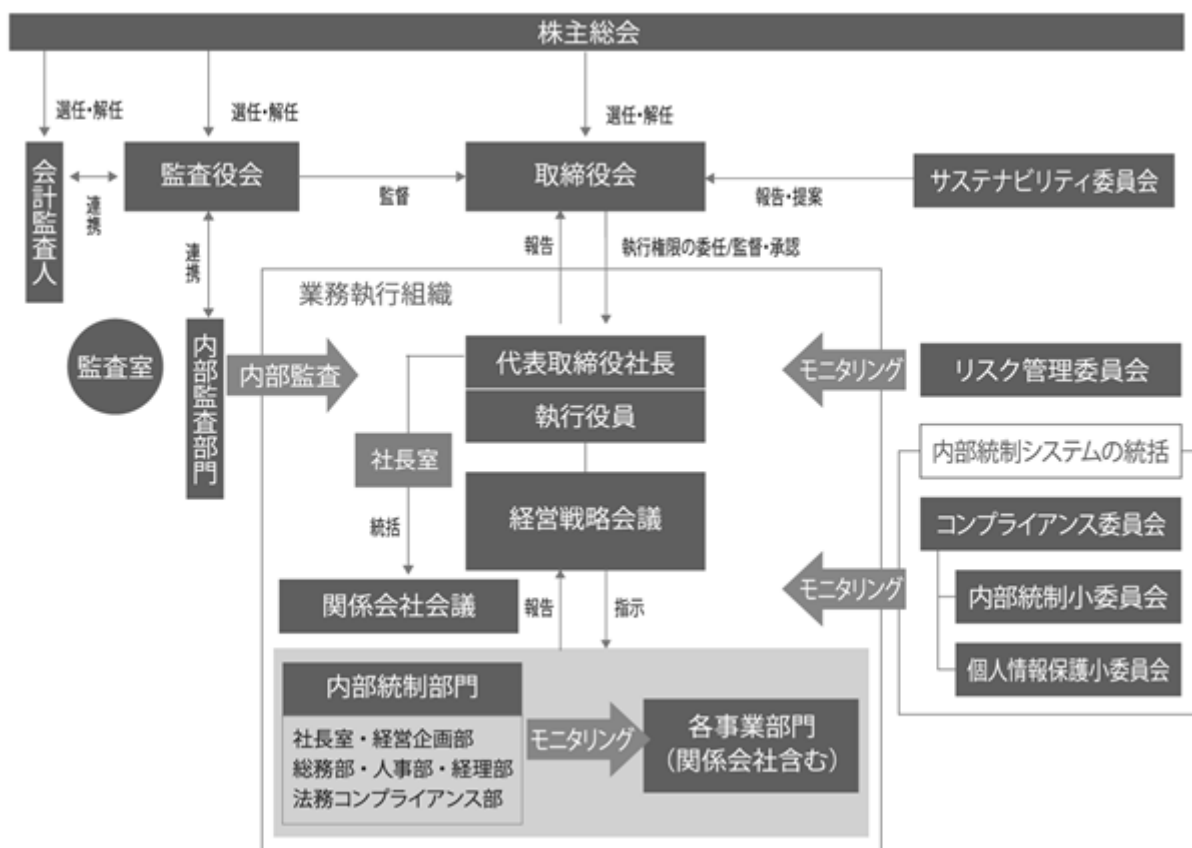 株主総会
選任・解任
選任・解任
選任・解任
会計監査人
連携
監査役会
監督
取締役会
報告・提案
サステナビリティ委員会
連携
報告
執行権限の委任/監督・承認
業務執行組織
監査室
内部監査部門
内部監査
代表取締役社長
執行役員
モニタリング
リスク管理委員会
社長室
統括
経営戦略会議
内部統制システムの統括
コンプライアンス委員会
モニタリング
内部統制小委員会
個人情報保護小委員会
関係会社会議
報告
指示
内部統制部門
社長室・経営企画部
総務部・人事部・経理部
法務コンプライアンス部
モニタリング
各事業部門
（関係会社含む）